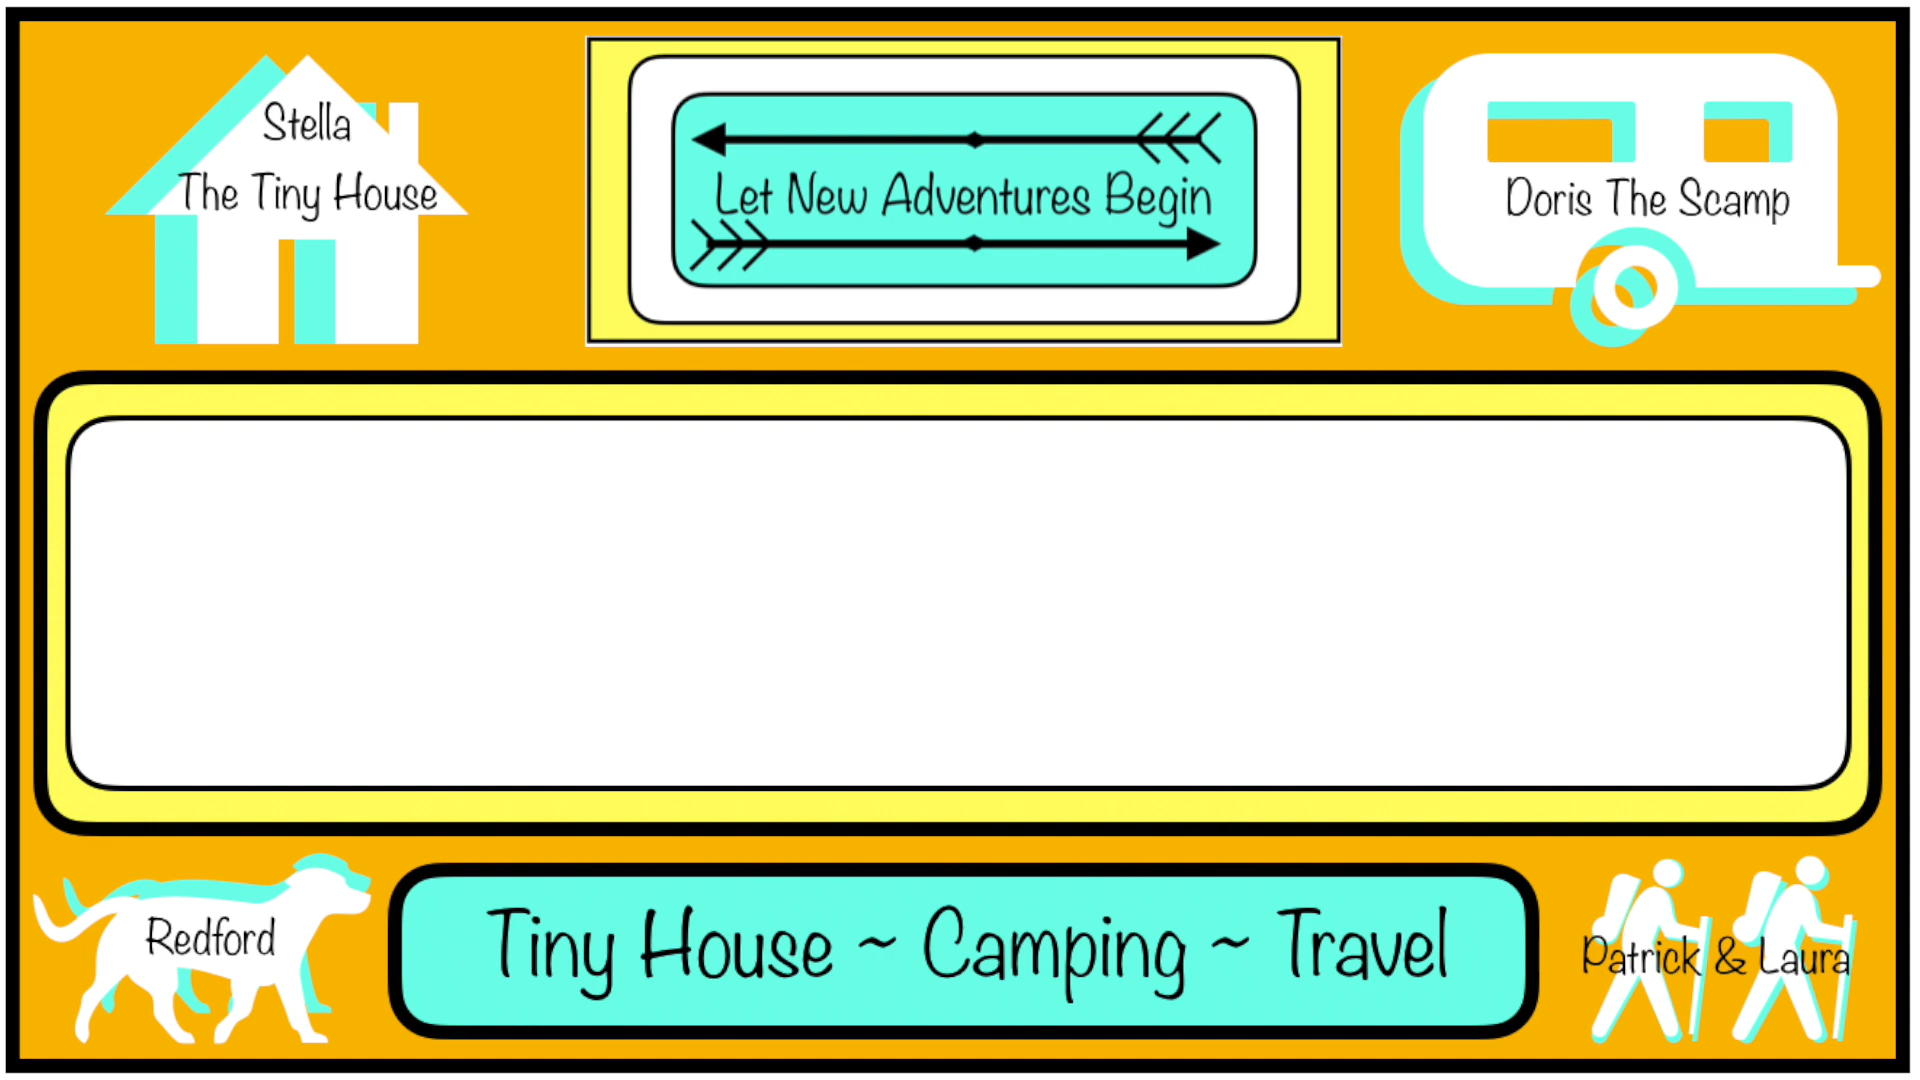 Stella
The Tiny House
Let New Adventures Begin
Doris The Scamp
Redford
Tiny House ~ Camping ~ Travel
Patrick & Laura